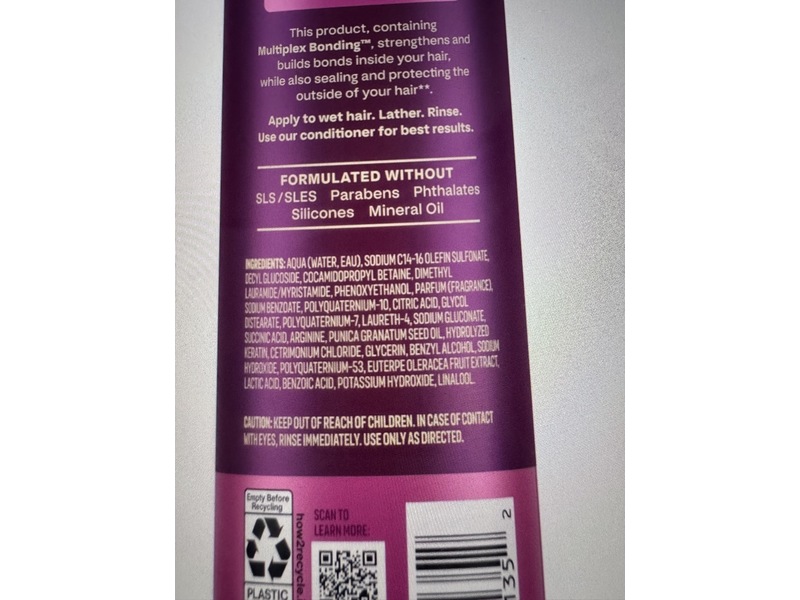 This product, containing
Multiplex Bonding™, strengthens and
builds bonds inside your hair,
while also sealing and protecting the
outside of your hair**.
Apply to wet hair. Lather. Rinse.
Use our conditioner for best results.
FORMULATED WITHOUT
SLS/SLES Parabens Phthalates
Silicones Mineral Oil
INGREDIENTS: AQUA (WATER, EAU), SODIUM C14-16 OLEFIN SULFONATE,
DECYL GLUCOSIDE, COCAMIDOPROPYL BETAINE, DIMETHYL
LAURAMIDE/MYRISTAMIDE, PHENOXYETHANOL, PARFUM (FRAGRANCE),
SODIUM BENZOATE, POLYQUATERNIUM-10, CITRIC ACID, GLYCOL
DISTEARATE, POLYQUATERNIUM-7, LAURETH-4, SODIUM GLUCONATE,
SUCCINIC ACID, ARGININE, PUNICA GRANATUM SEED OIL, HYDROLYZED
KERATIN, CETRIMONIUM CHLORIDE, GLYCERIN, BENZYL ALCOHOL, SODIUM
HYDROXIDE, POLYQUATERNIUM-53, EUTERPE OLERACEA FRUIT EXTRACT,
LACTIC ACID, BENZOIC ACID, POTASSIUM HYDROXIDE, LINALOOL.
CAUTION: KEEP OUT OF REACH OF CHILDREN. IN CASE OF CONTACT
WITH EYES, RINSE IMMEDIATELY. USE ONLY AS DIRECTED.
Empty Before
Recycling
PLASTIC
how2recycle.
SCAN TO
LEARN MORE:
2
135